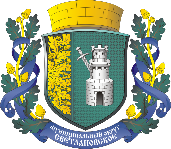 муниципальный округ
СВЕТЛАНОВСКОЕ